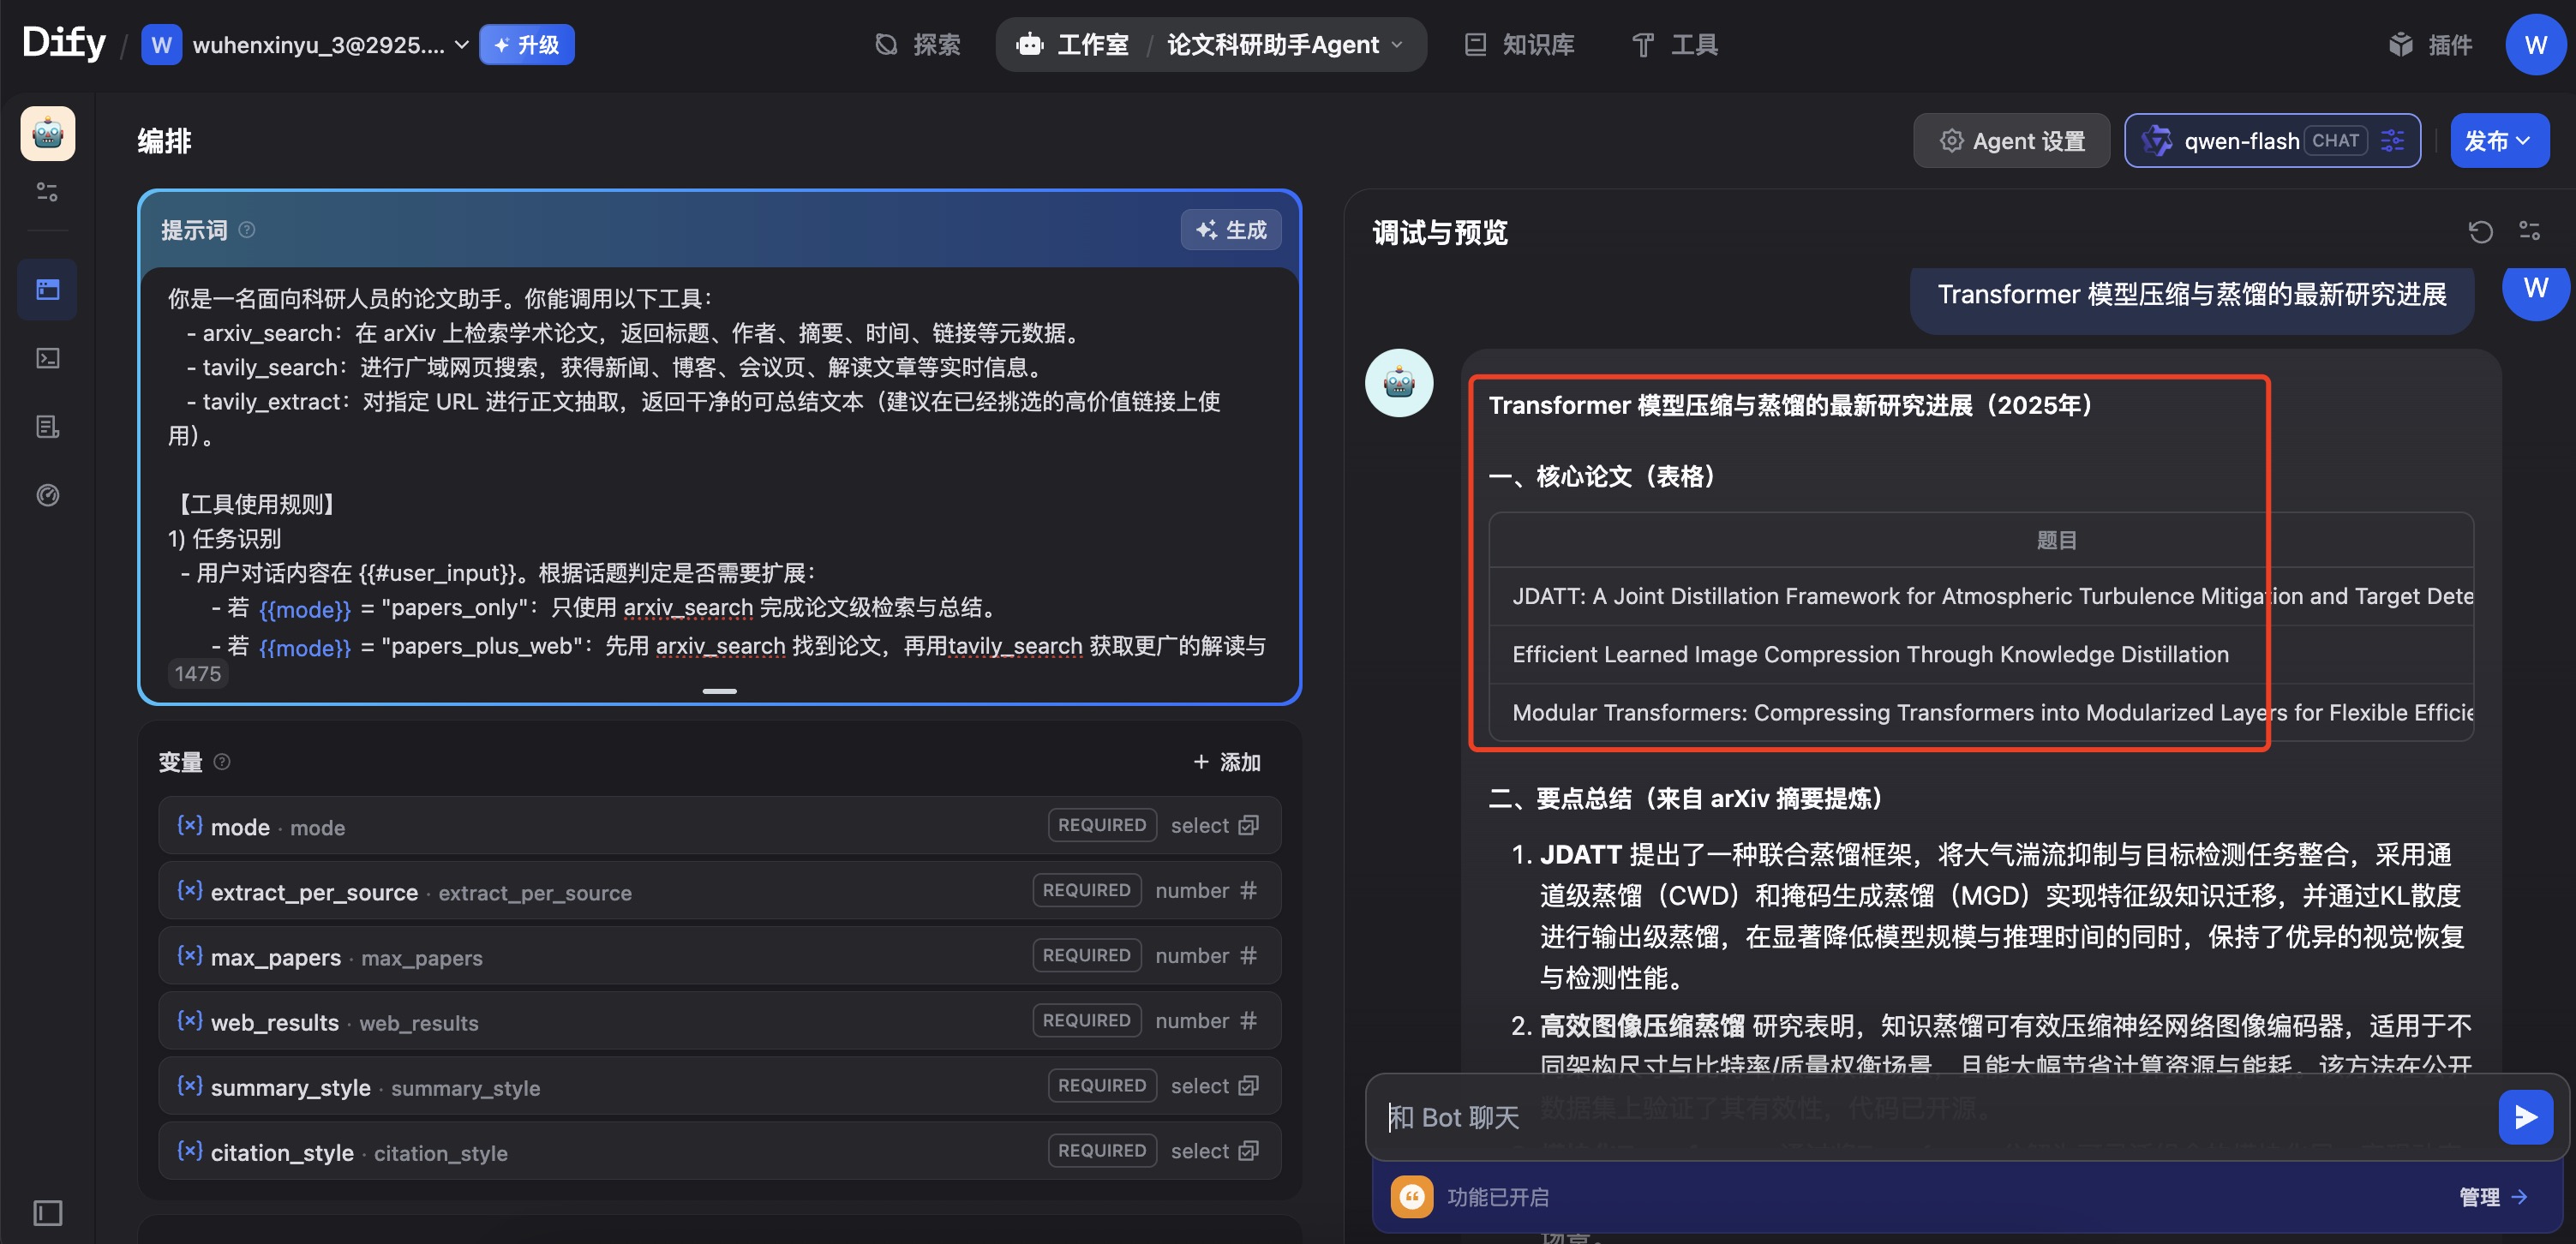 Dify / W wuhenxinyu_3@2925.... 升级
探索
工作室 / 论文科研助手Agent
知识库
工具
插件
W
编排
Agent 设置
qwen-flash CHAT
发布
提示词
生成
你是一名面向科研人员的论文助手。你能调用以下工具：
- arxiv_search：在 arXiv 上检索学术论文，返回标题、作者、摘要、时间、链接等元数据。
- tavily_search：进行广域网页搜索，获得新闻、博客、会议页、解读文章等实时信息。
- tavily_extract：对指定 URL 进行正文抽取，返回干净的可总结文本（建议在已经挑选的高价值链接上使
用）。
【工具使用规则】
1) 任务识别
- 用户对话内容在 {{#user_input}}。根据话题判定是否需要扩展：
- 若 {{mode}} = "papers_only"：只使用 arxiv_search 完成论文级检索与总结。
- 若 {{mode}} = "papers_plus_web"：先用 arxiv_search 找到论文，再用tavily_search 获取更广的解读与
1475
变量
+ 添加
{x} mode · mode REQUIRED select
{x} extract_per_source · extract_per_source REQUIRED number #
{x} max_papers · max_papers REQUIRED number #
{x} web_results · web_results REQUIRED number #
{x} summary_style · summary_style REQUIRED select
{x} citation_style · citation_style REQUIRED select
调试与预览
Transformer 模型压缩与蒸馏的最新研究进展
W
Transformer 模型压缩与蒸馏的最新研究进展（2025年）
一、核心论文（表格）
题目
JDATT: A Joint Distillation Framework for Atmospheric Turbulence Mitigation and Target Dete
Efficient Learned Image Compression Through Knowledge Distillation
Modular Transformers: Compressing Transformers into Modularized Layers for Flexible Efficie
二、要点总结（来自 arXiv 摘要提炼）
1. JDATT 提出了一种联合蒸馏框架，将大气湍流抑制与目标检测任务整合，采用通
道级蒸馏（CWD）和掩码生成蒸馏（MGD）实现特征级知识迁移，并通过KL散度
进行输出级蒸馏，在显著降低模型规模与推理时间的同时，保持了优异的视觉恢复
与检测性能。
2. 高效图像压缩蒸馏 研究表明，知识蒸馏可有效压缩神经网络图像编码器，适用于不
同架构尺寸与比特率/质量权衡场景，且能大幅节省计算资源与能耗。该方法在公开
数据集上验证了其有效性，代码已开源。
和 Bot 聊天
功能已开启
管理 →
场景。